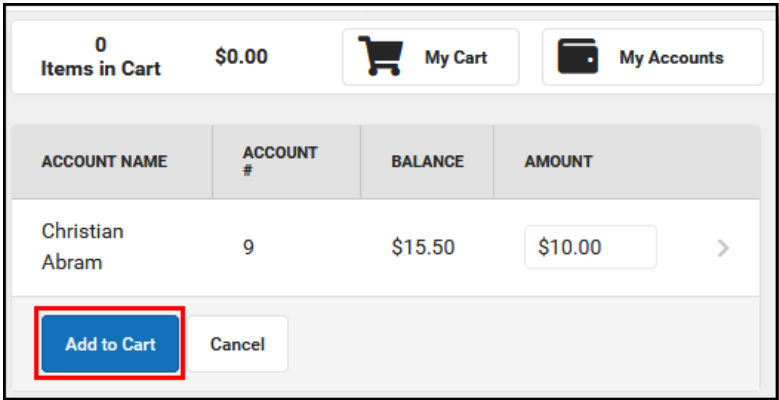 0
Items in Cart
$0.00
My Cart
My Accounts
ACCOUNT NAME
ACCOUNT
#
BALANCE
AMOUNT
Christian
Abram
9
$15.50
$10.00
Add to Cart
Cancel